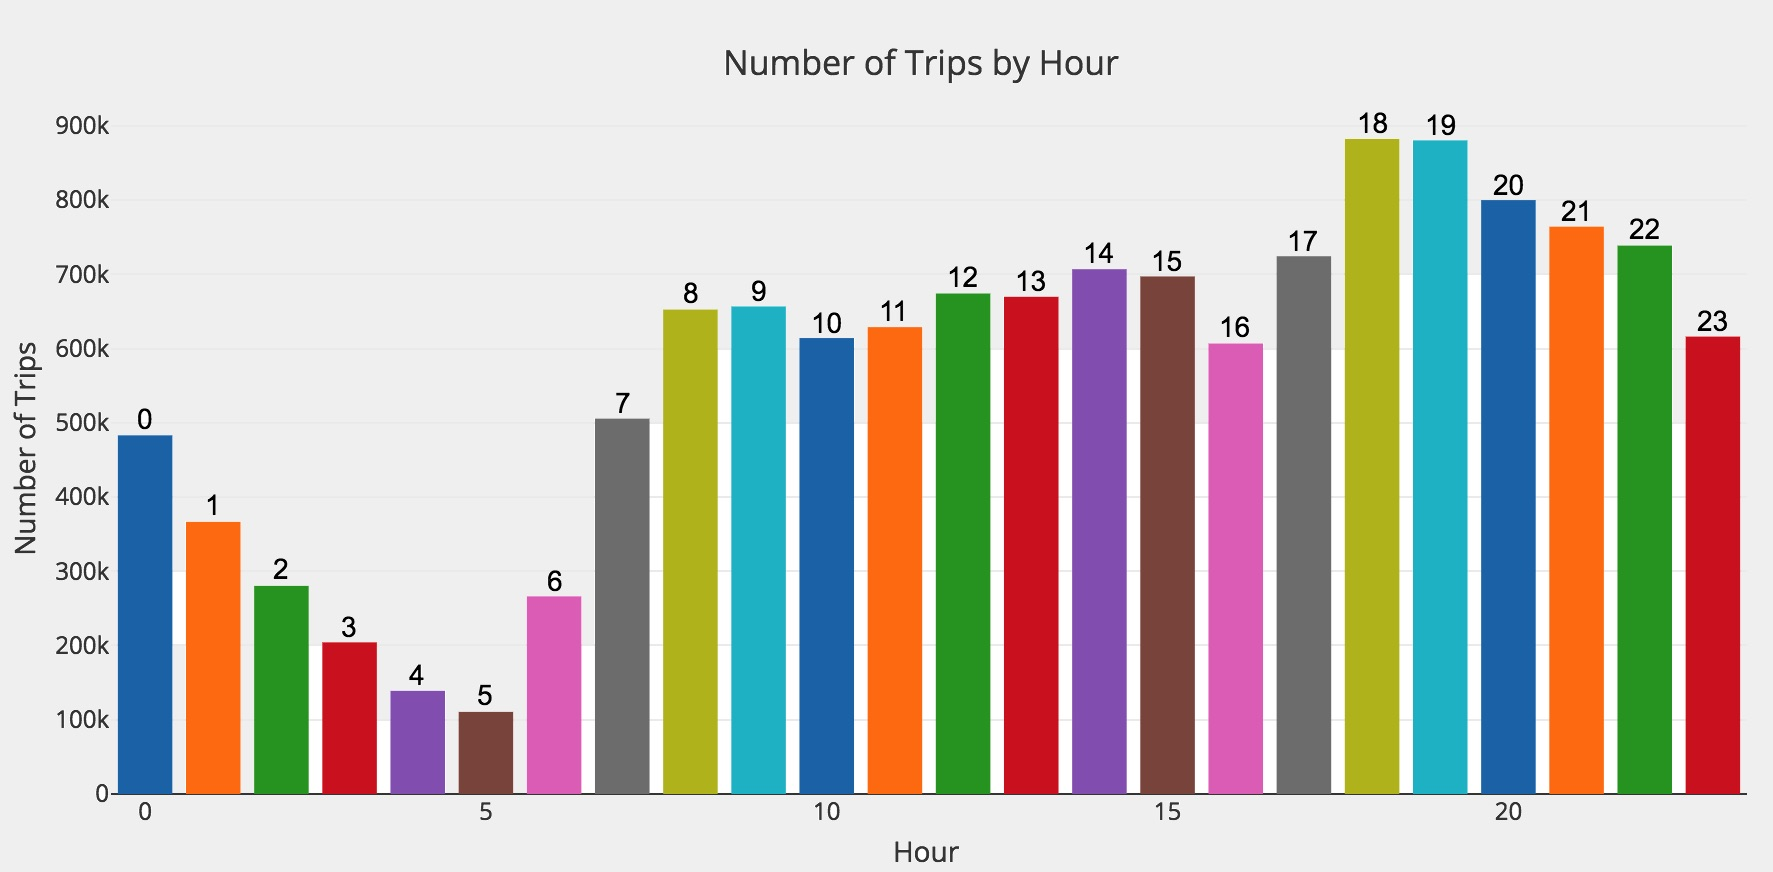 Number of Trips by Hour
900k
800k
700k
600k
500k
400k
300k
200k
100k
0
Number of Trips
0
1
2
3
4
5
6
7
8
9
10
11
12
13
14
15
16
17
18
19
20
21
22
23
0 5 10 15 20
Hour